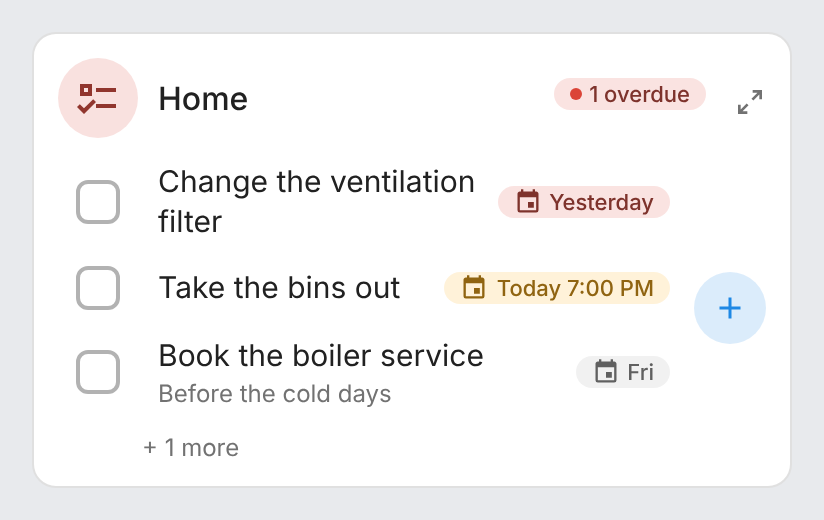 Home
1 overdue
Change the ventilation
filter
Yesterday
Take the bins out
Today 7:00 PM
Book the boiler service
Before the cold days
Fri
+ 1 more